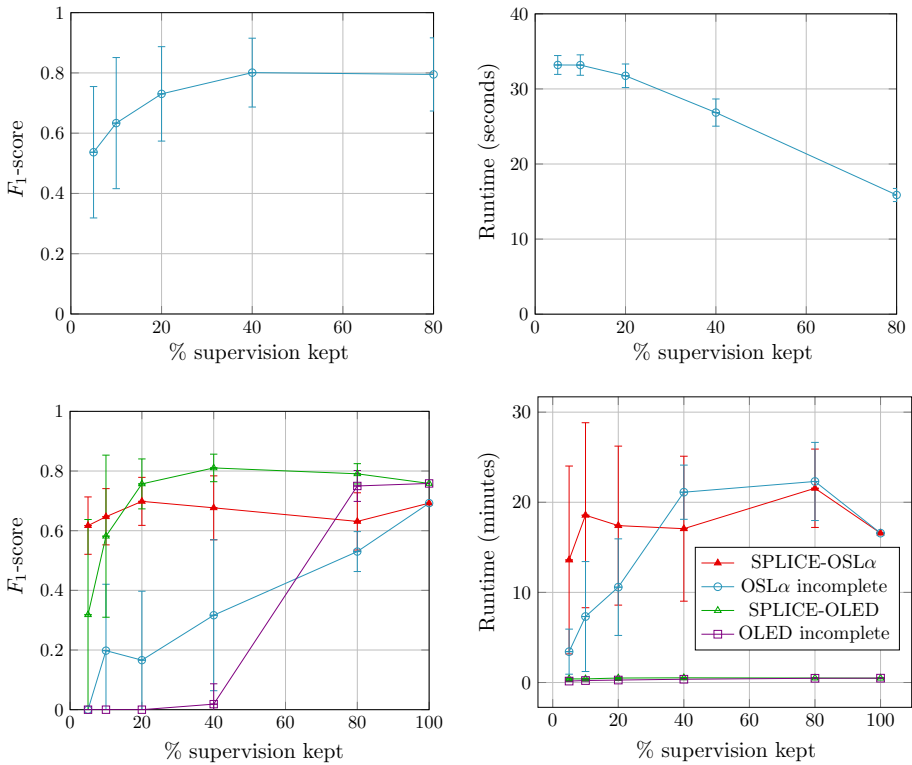 1
0.8
0.6
0.4
0.2
0
0 20 40 60 80
F₁-score
% supervision kept
40
30
20
10
0
0 20 40 60 80
Runtime (seconds)
% supervision kept
1
0.8
0.6
0.4
0.2
0
0 20 40 60 80 100
F₁-score
% supervision kept
30
20
10
0
0 20 40 60 80 100
Runtime (minutes)
% supervision kept
SPLICE-OSLα
OSLα incomplete
SPLICE-OLED
OLED incomplete